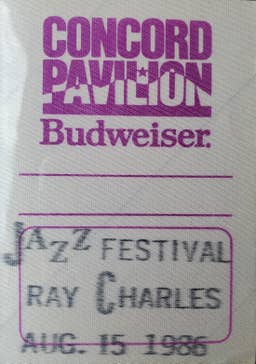 CONCORD
PAVILION
Budweiser.
JAZZ FESTIVAL
RAY CHARLES
AUG. 15 1986